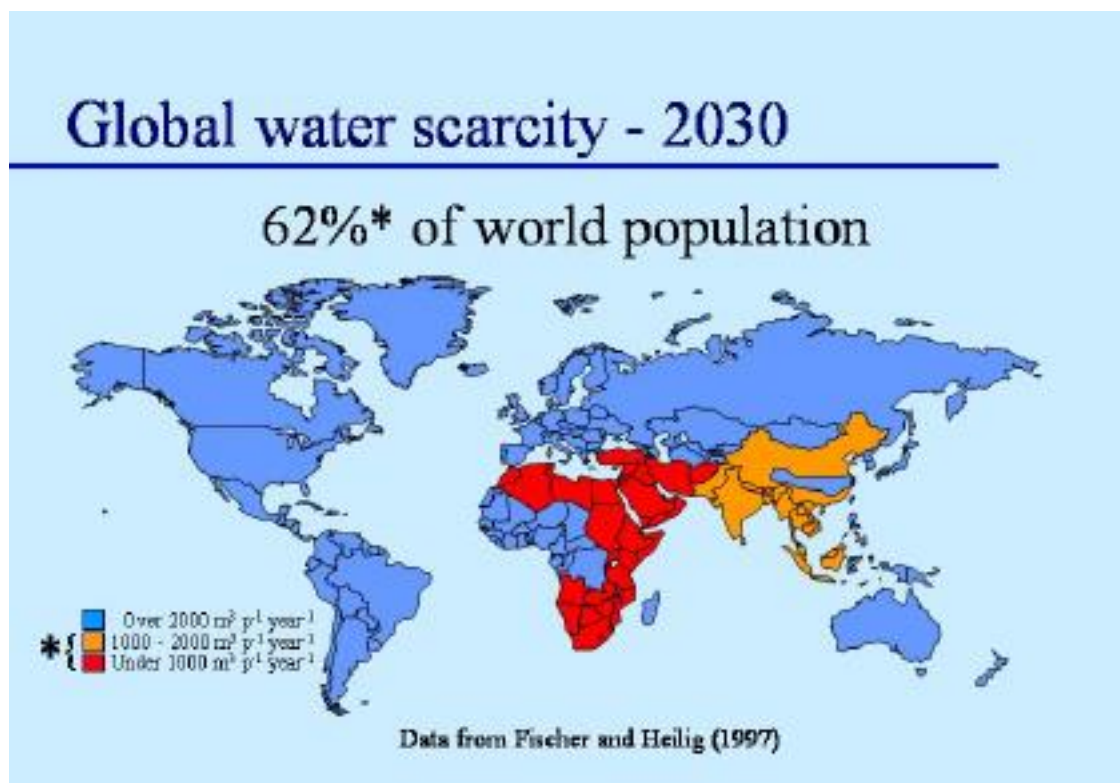 Global water scarcity - 2030
62%* of world population
Over 2000 m³ p⁻¹ year⁻¹
* { 1000 - 2000 m³ p⁻¹ year⁻¹
Under 1000 m³ p⁻¹ year⁻¹
Data from Fischer and Heilig (1997)